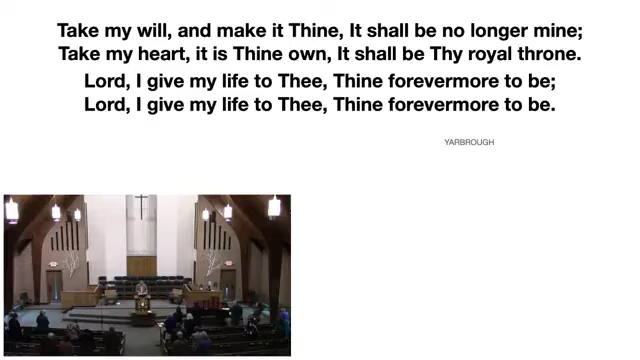 Take my will, and make it Thine, It shall be no longer mine;
Take my heart, it is Thine own, It shall be Thy royal throne.
Lord, I give my life to Thee, Thine forevermore to be;
Lord, I give my life to Thee, Thine forevermore to be.
YARBROUGH